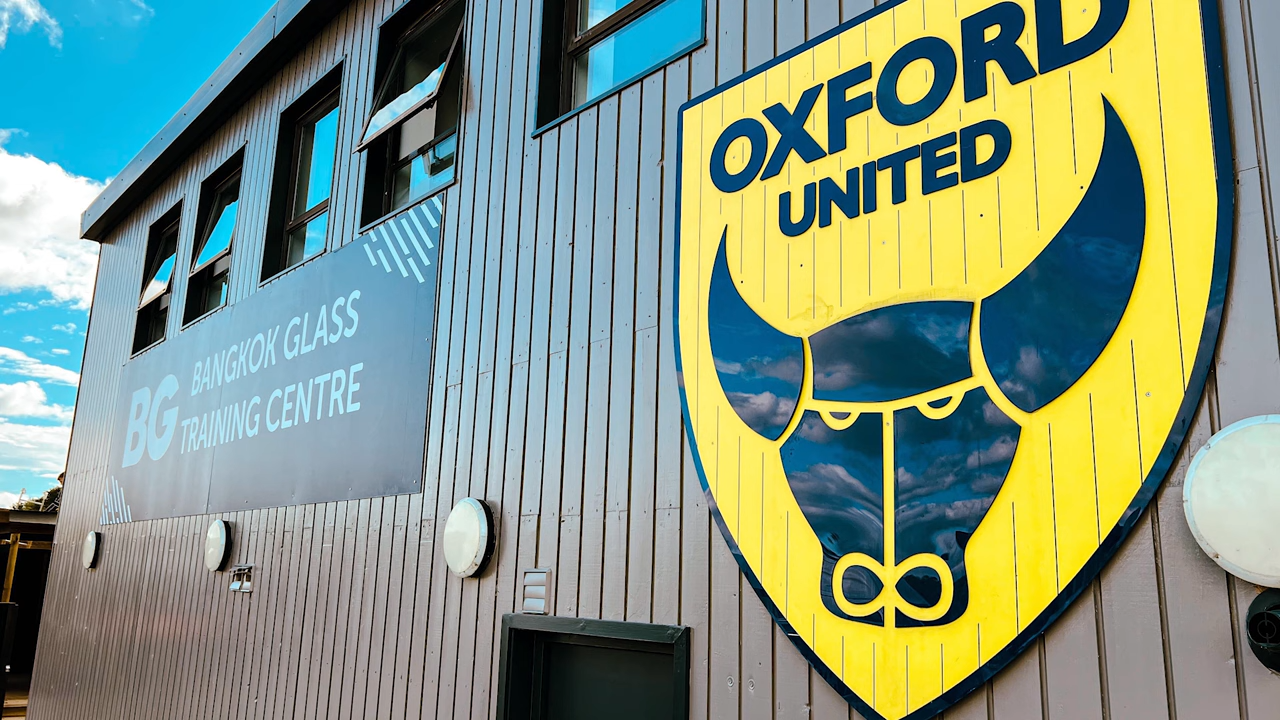 BG
BANGKOK GLASS
TRAINING CENTRE
OXFORD
UNITED